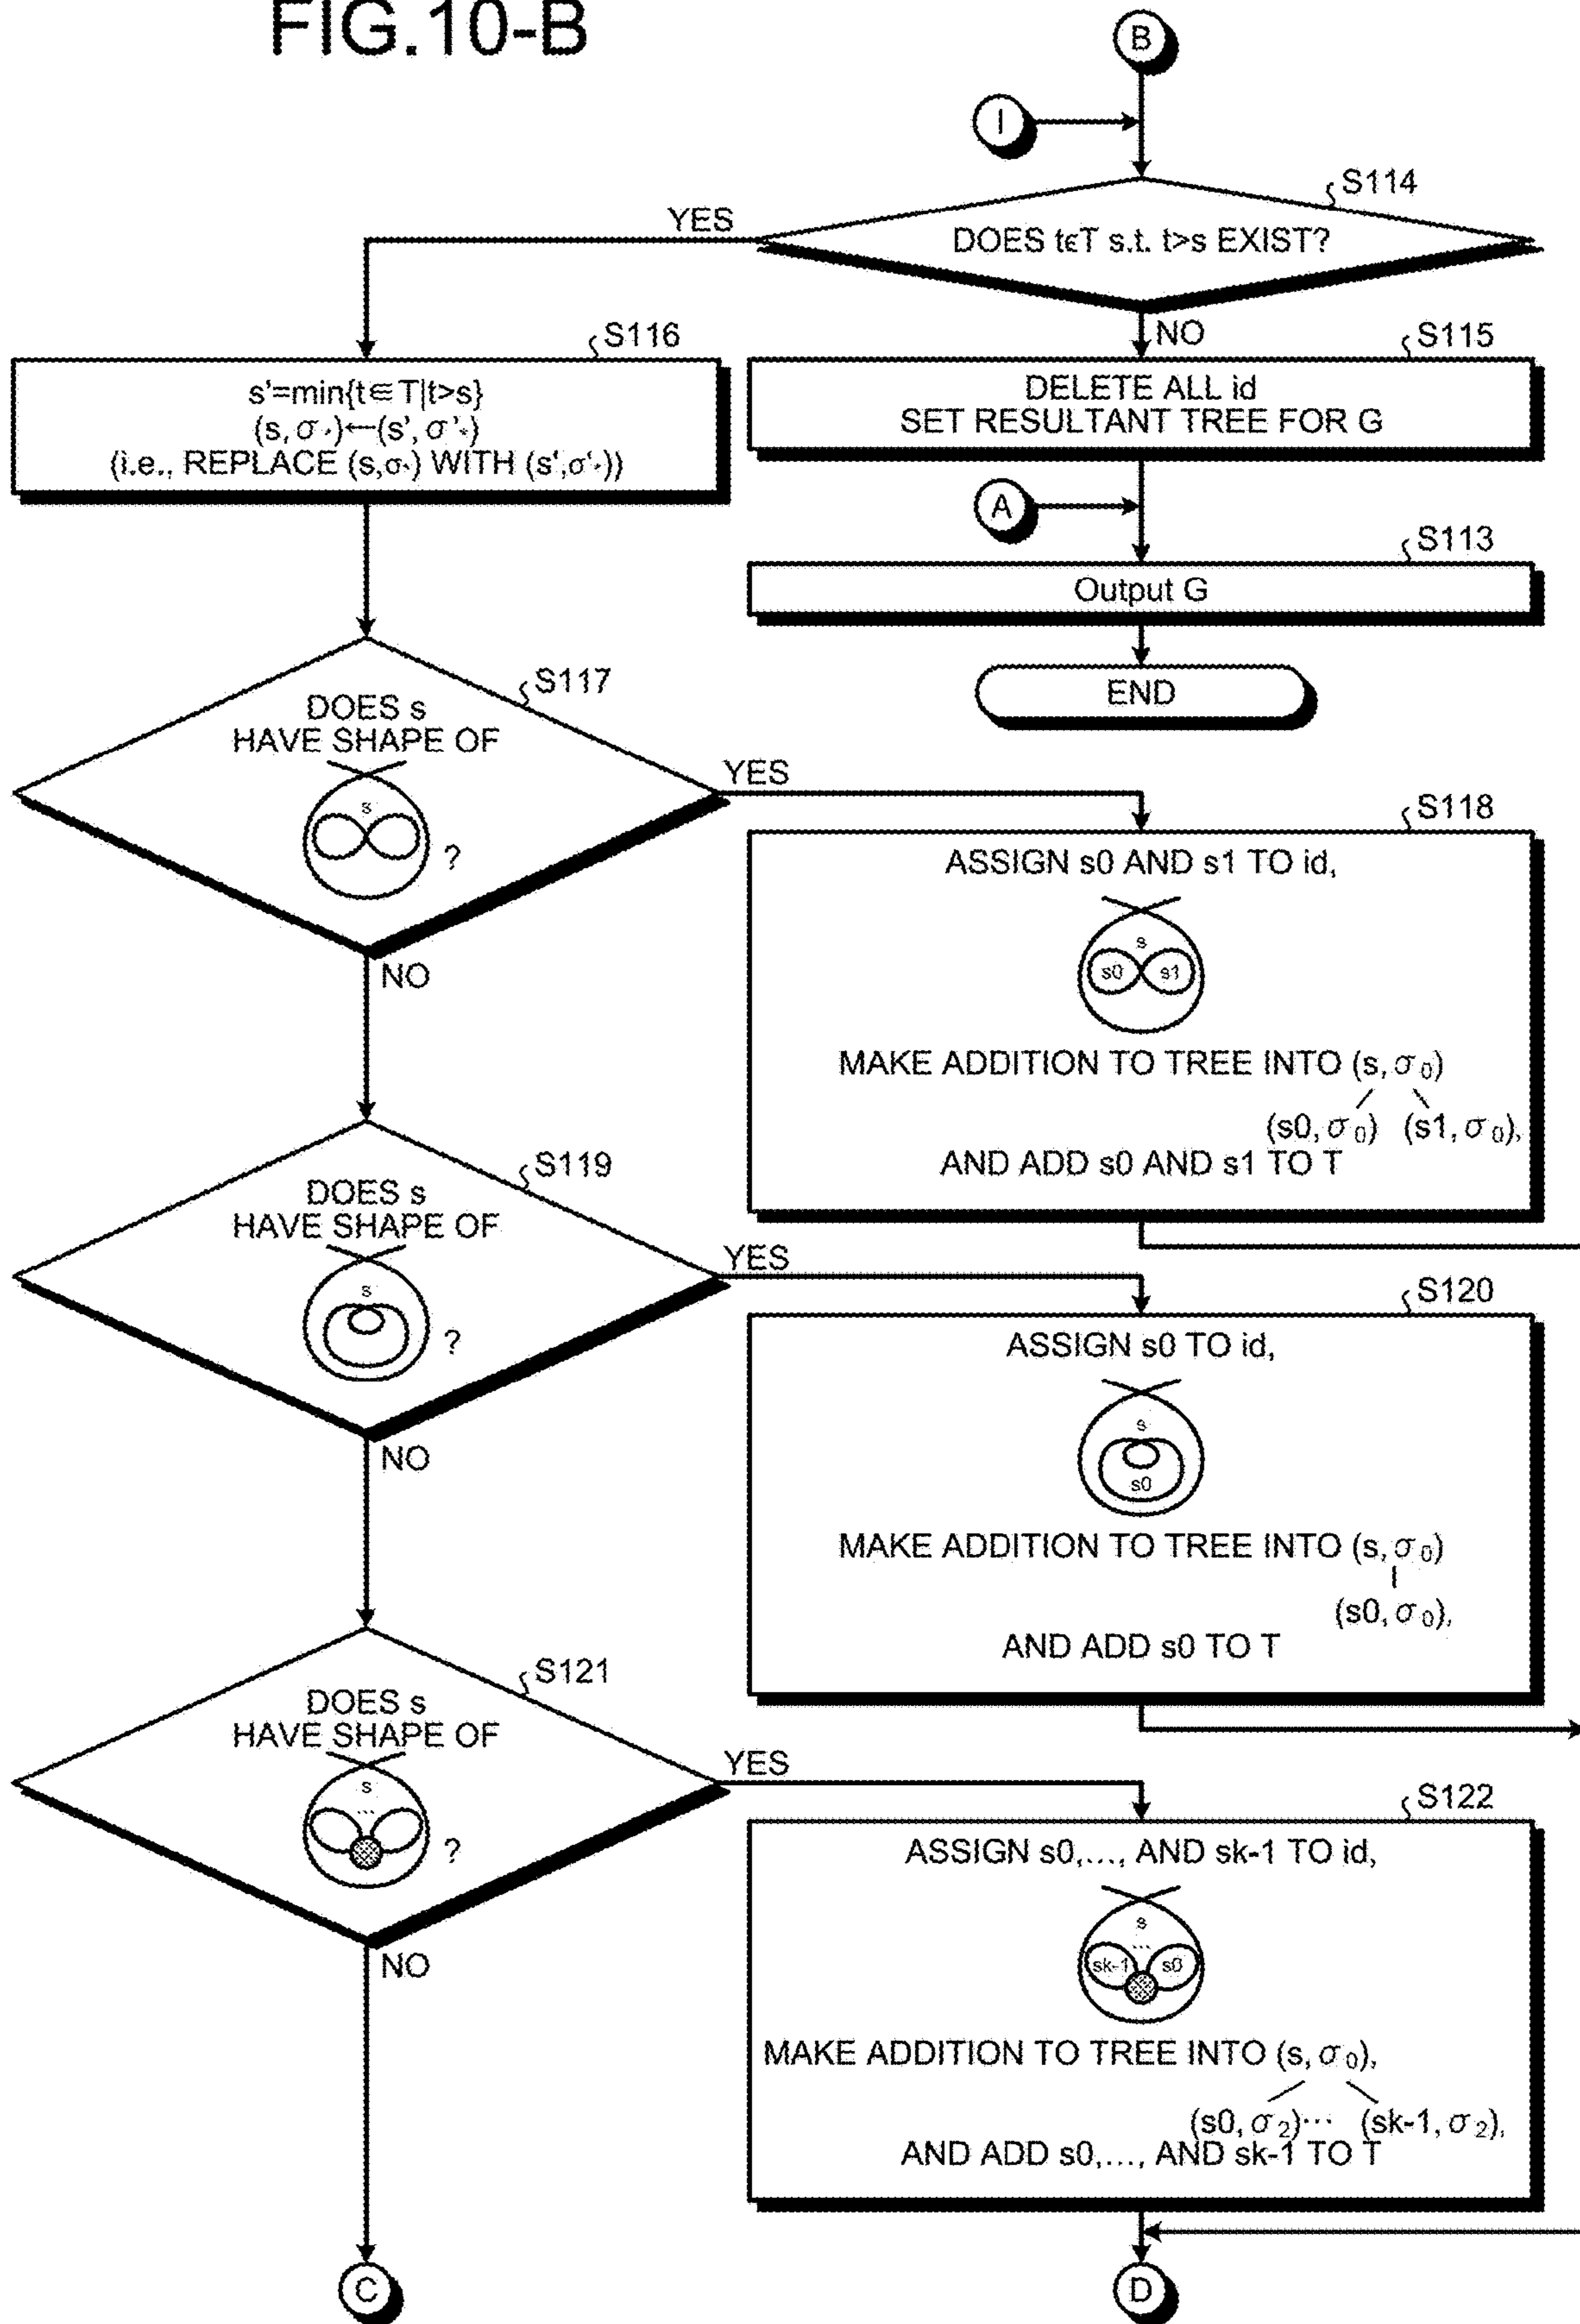 FIG.10-B
B
I
S114
DOES tϵT s.t. t>s EXIST?
YES
NO
S116
s'=min{t∈T|t>s}
(s,σ*)←(s',σ'*)
(i.e., REPLACE (s,σ*) WITH (s',σ'*))
S115
DELETE ALL id
SET RESULTANT TREE FOR G
A
S113
Output G
END
S117
DOES s
HAVE SHAPE OF
s
?
YES
NO
S118
ASSIGN s0 AND s1 TO id,
s
s0 s1
MAKE ADDITION TO TREE INTO (s,σ0)
(s0,σ0) (s1,σ0),
AND ADD s0 AND s1 TO T
S119
DOES s
HAVE SHAPE OF
s
?
YES
NO
S120
ASSIGN s0 TO id,
s
s0
MAKE ADDITION TO TREE INTO (s,σ0)
(s0,σ0),
AND ADD s0 TO T
S121
DOES s
HAVE SHAPE OF
s
...
?
YES
NO
S122
ASSIGN s0,..., AND sk-1 TO id,
s
...
sk-1 s0
MAKE ADDITION TO TREE INTO (s,σ0),
(s0,σ2)··· (sk-1,σ2),
AND ADD s0,..., AND sk-1 TO T
C
D